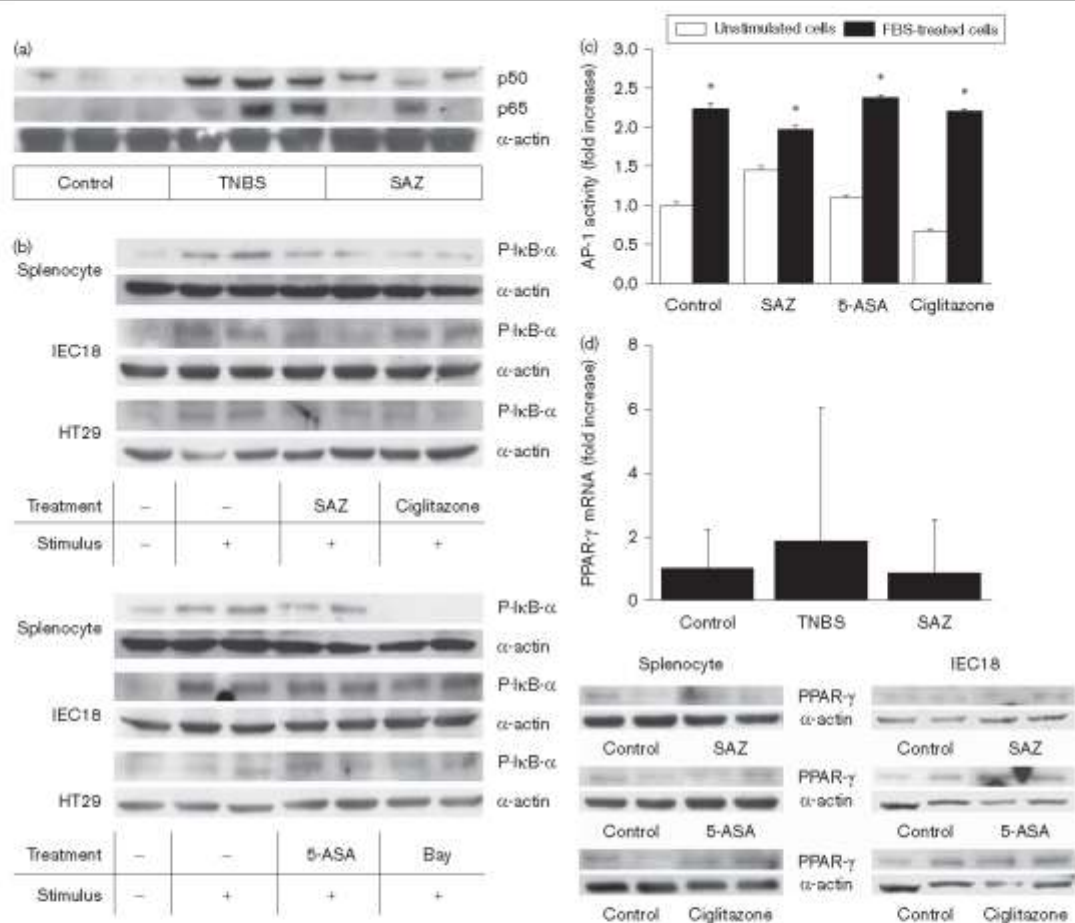 (a)
p50
p65
α-actin
Control TNBS SAZ
(b)
Splenocyte
P-IκB-α
α-actin
IEC18
P-IκB-α
α-actin
HT29
P-IκB-α
α-actin
Treatment – – SAZ Ciglitazone
Stimulus – + + +
Splenocyte
P-IκB-α
α-actin
IEC18
P-IκB-α
α-actin
HT29
P-IκB-α
α-actin
Treatment – – 5-ASA Bay
Stimulus – + + +
Unstimulated cells FBS-treated cells
(c)
AP-1 activity (fold increase)
3.0
2.5
2.0
1.5
1.0
0.5
0.0
* * * *
Control SAZ 5-ASA Ciglitazone
(d)
PPAR-γ mRNA (fold increase)
8
6
4
2
0
Control TNBS SAZ
Splenocyte IEC18
PPAR-γ
α-actin
Control SAZ Control SAZ
PPAR-γ
α-actin
Control 5-ASA Control 5-ASA
PPAR-γ
α-actin
Control Ciglitazone Control Ciglitazone